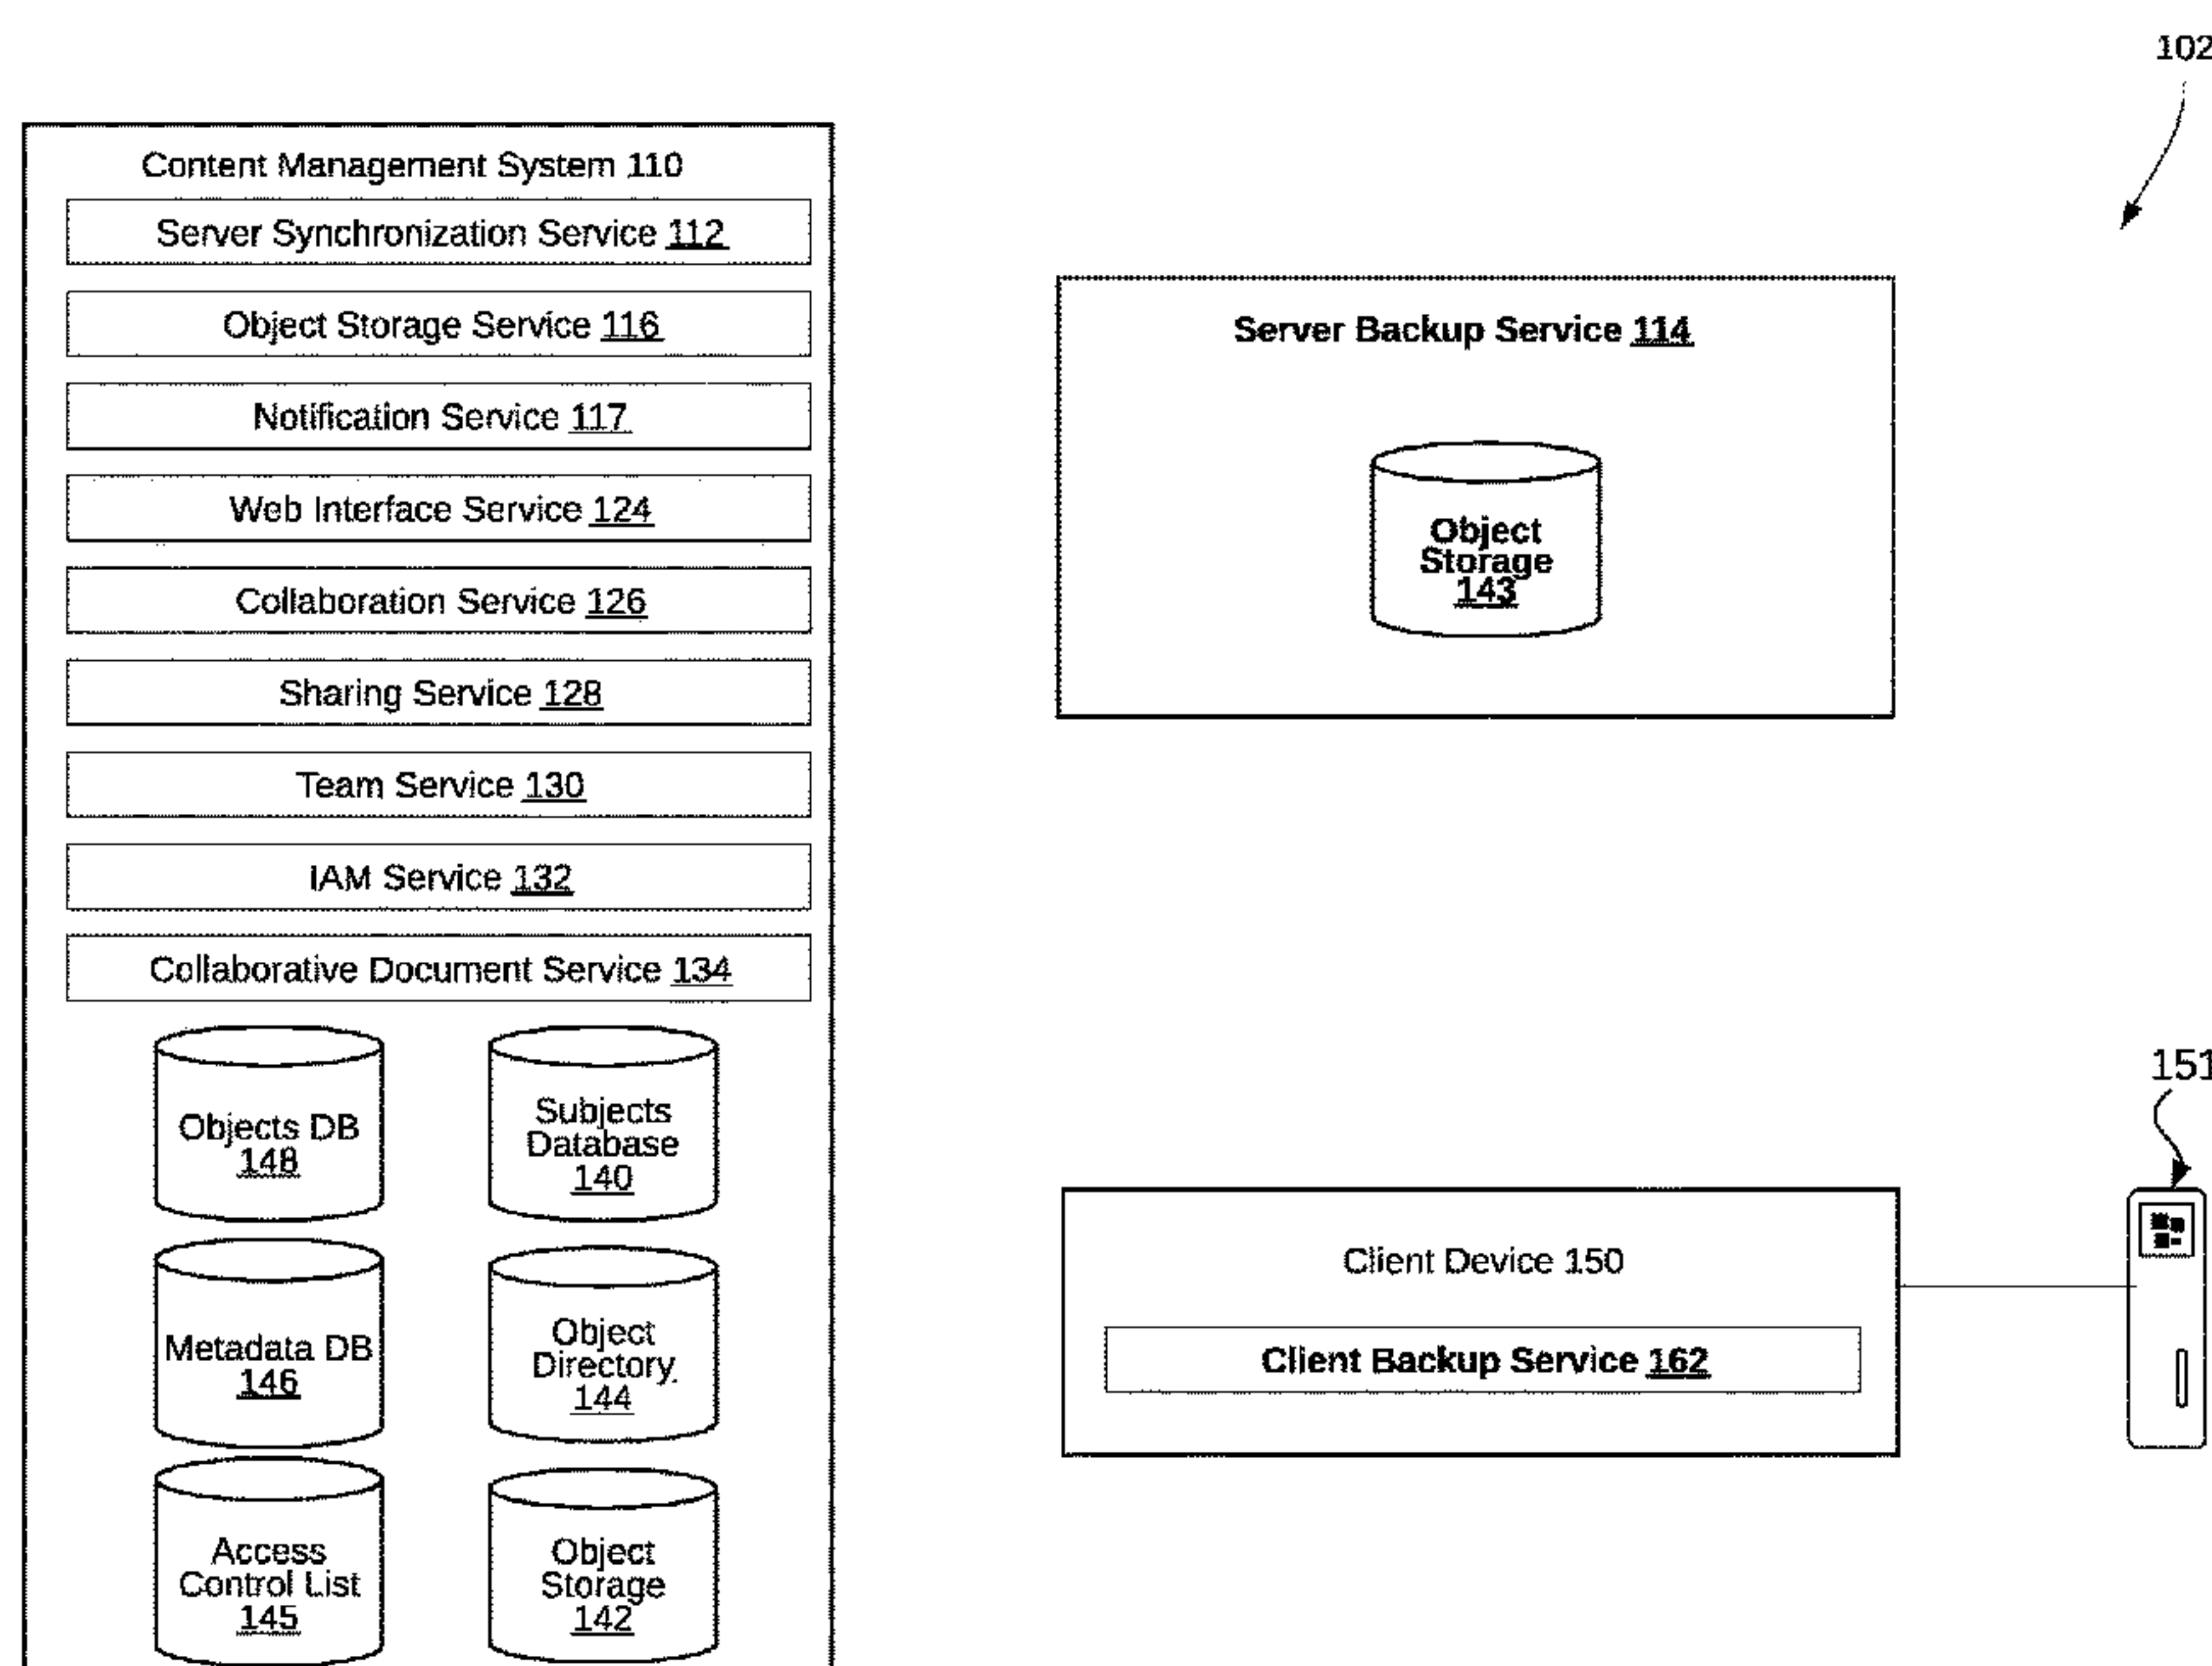 102
Content Management System 110
Server Synchronization Service 112
Object Storage Service 116
Notification Service 117
Web Interface Service 124
Collaboration Service 126
Sharing Service 128
Team Service 130
IAM Service 132
Collaborative Document Service 134
Objects DB
148
Subjects
Database
140
Metadata DB
146
Object
Directory
144
Access
Control List
145
Object
Storage
142
Server Backup Service 114
Object
Storage
143
151
Client Device 150
Client Backup Service 162